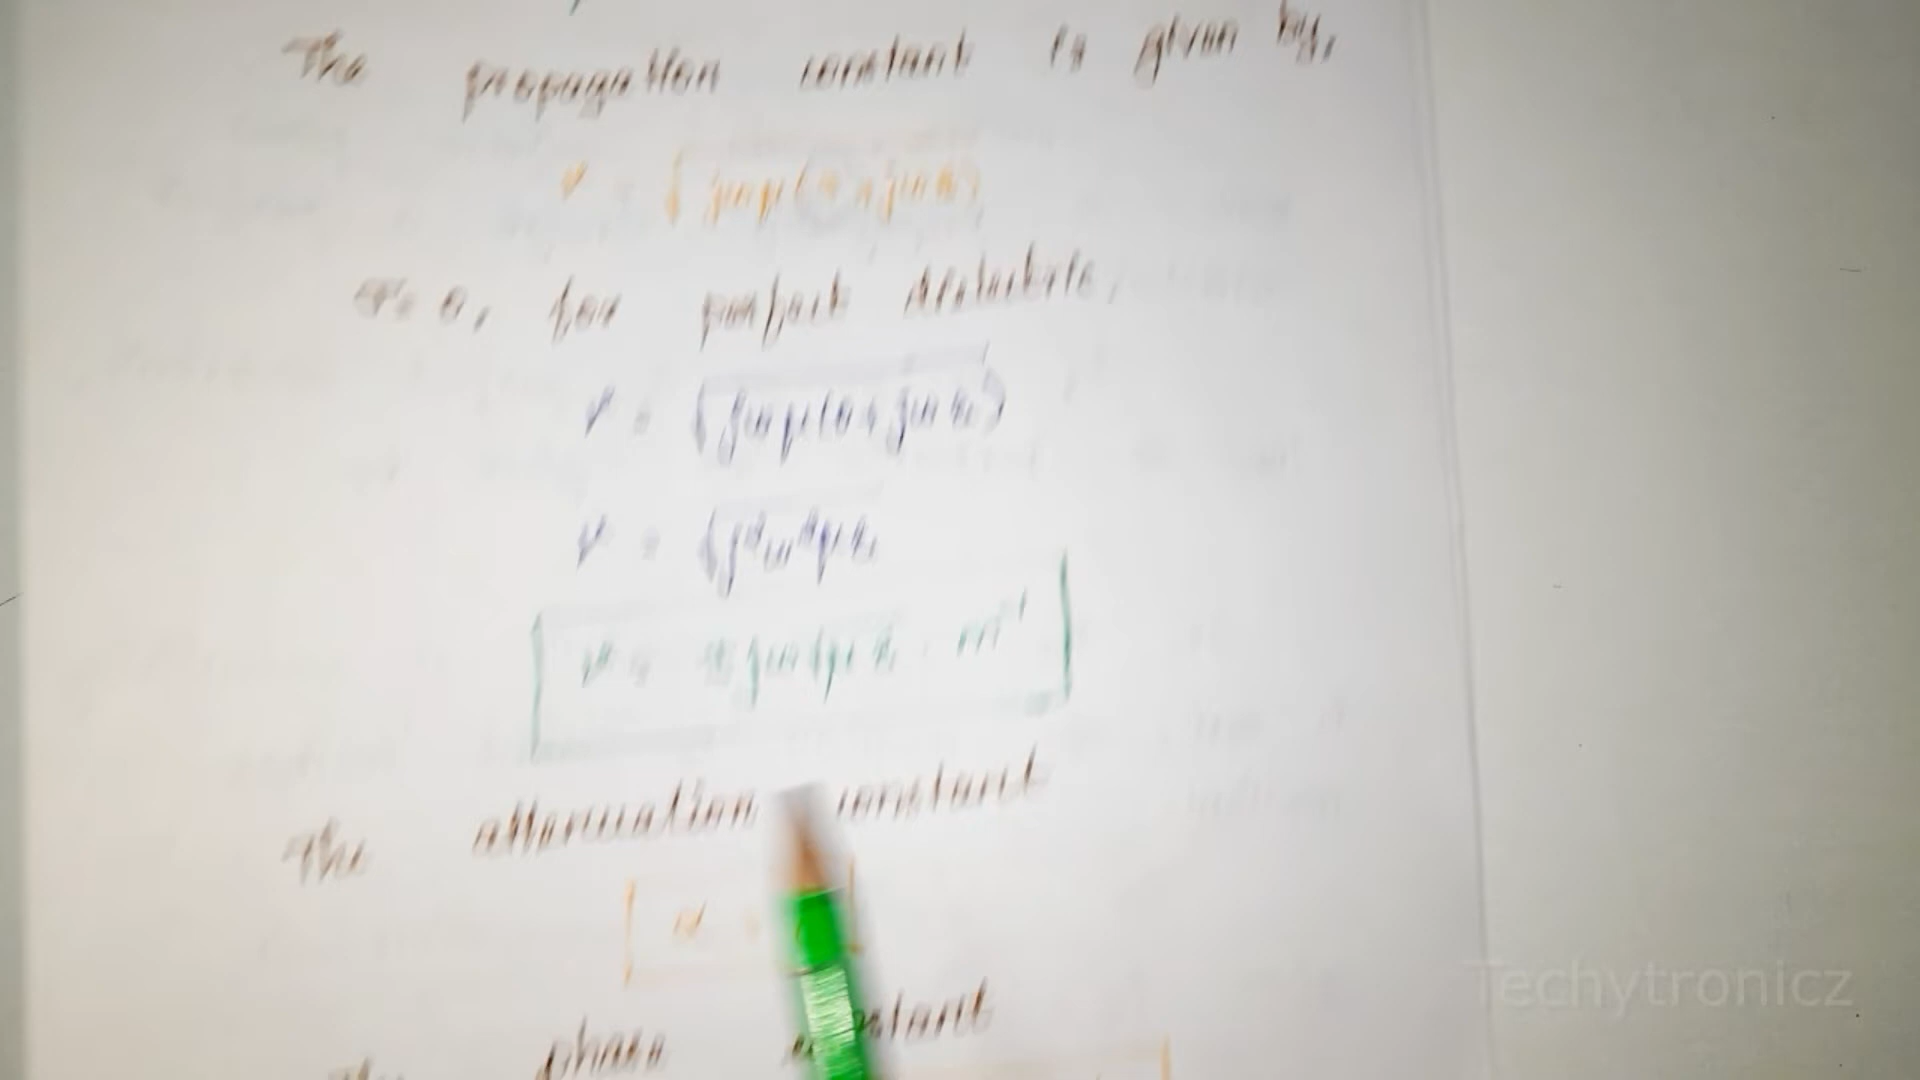 The propagation constant is given by,
γ = √jωμ(σ+jωε)
σ=0, for perfect dielectric,
γ = √jωμ(0+jωε)
γ = √j²ω²με
γ = ±jω√με m⁻¹
The attenuation constant
α =
The phase constant
Techytronicz